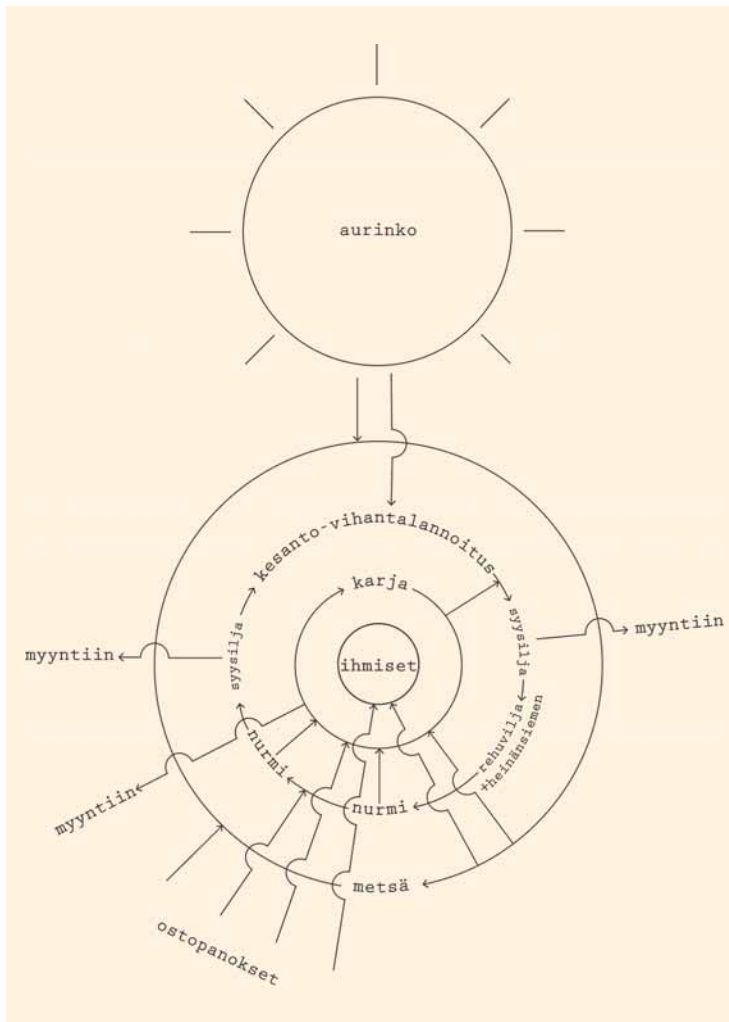 aurinko
kesanto-vihantalannoitus
karja
syysilja
myyntiin
ihmiset
myyntiin
syysilja
rehuvilja
+heinänsiemen
nurmi
nurmi
myyntiin
metsä
ostopanokset